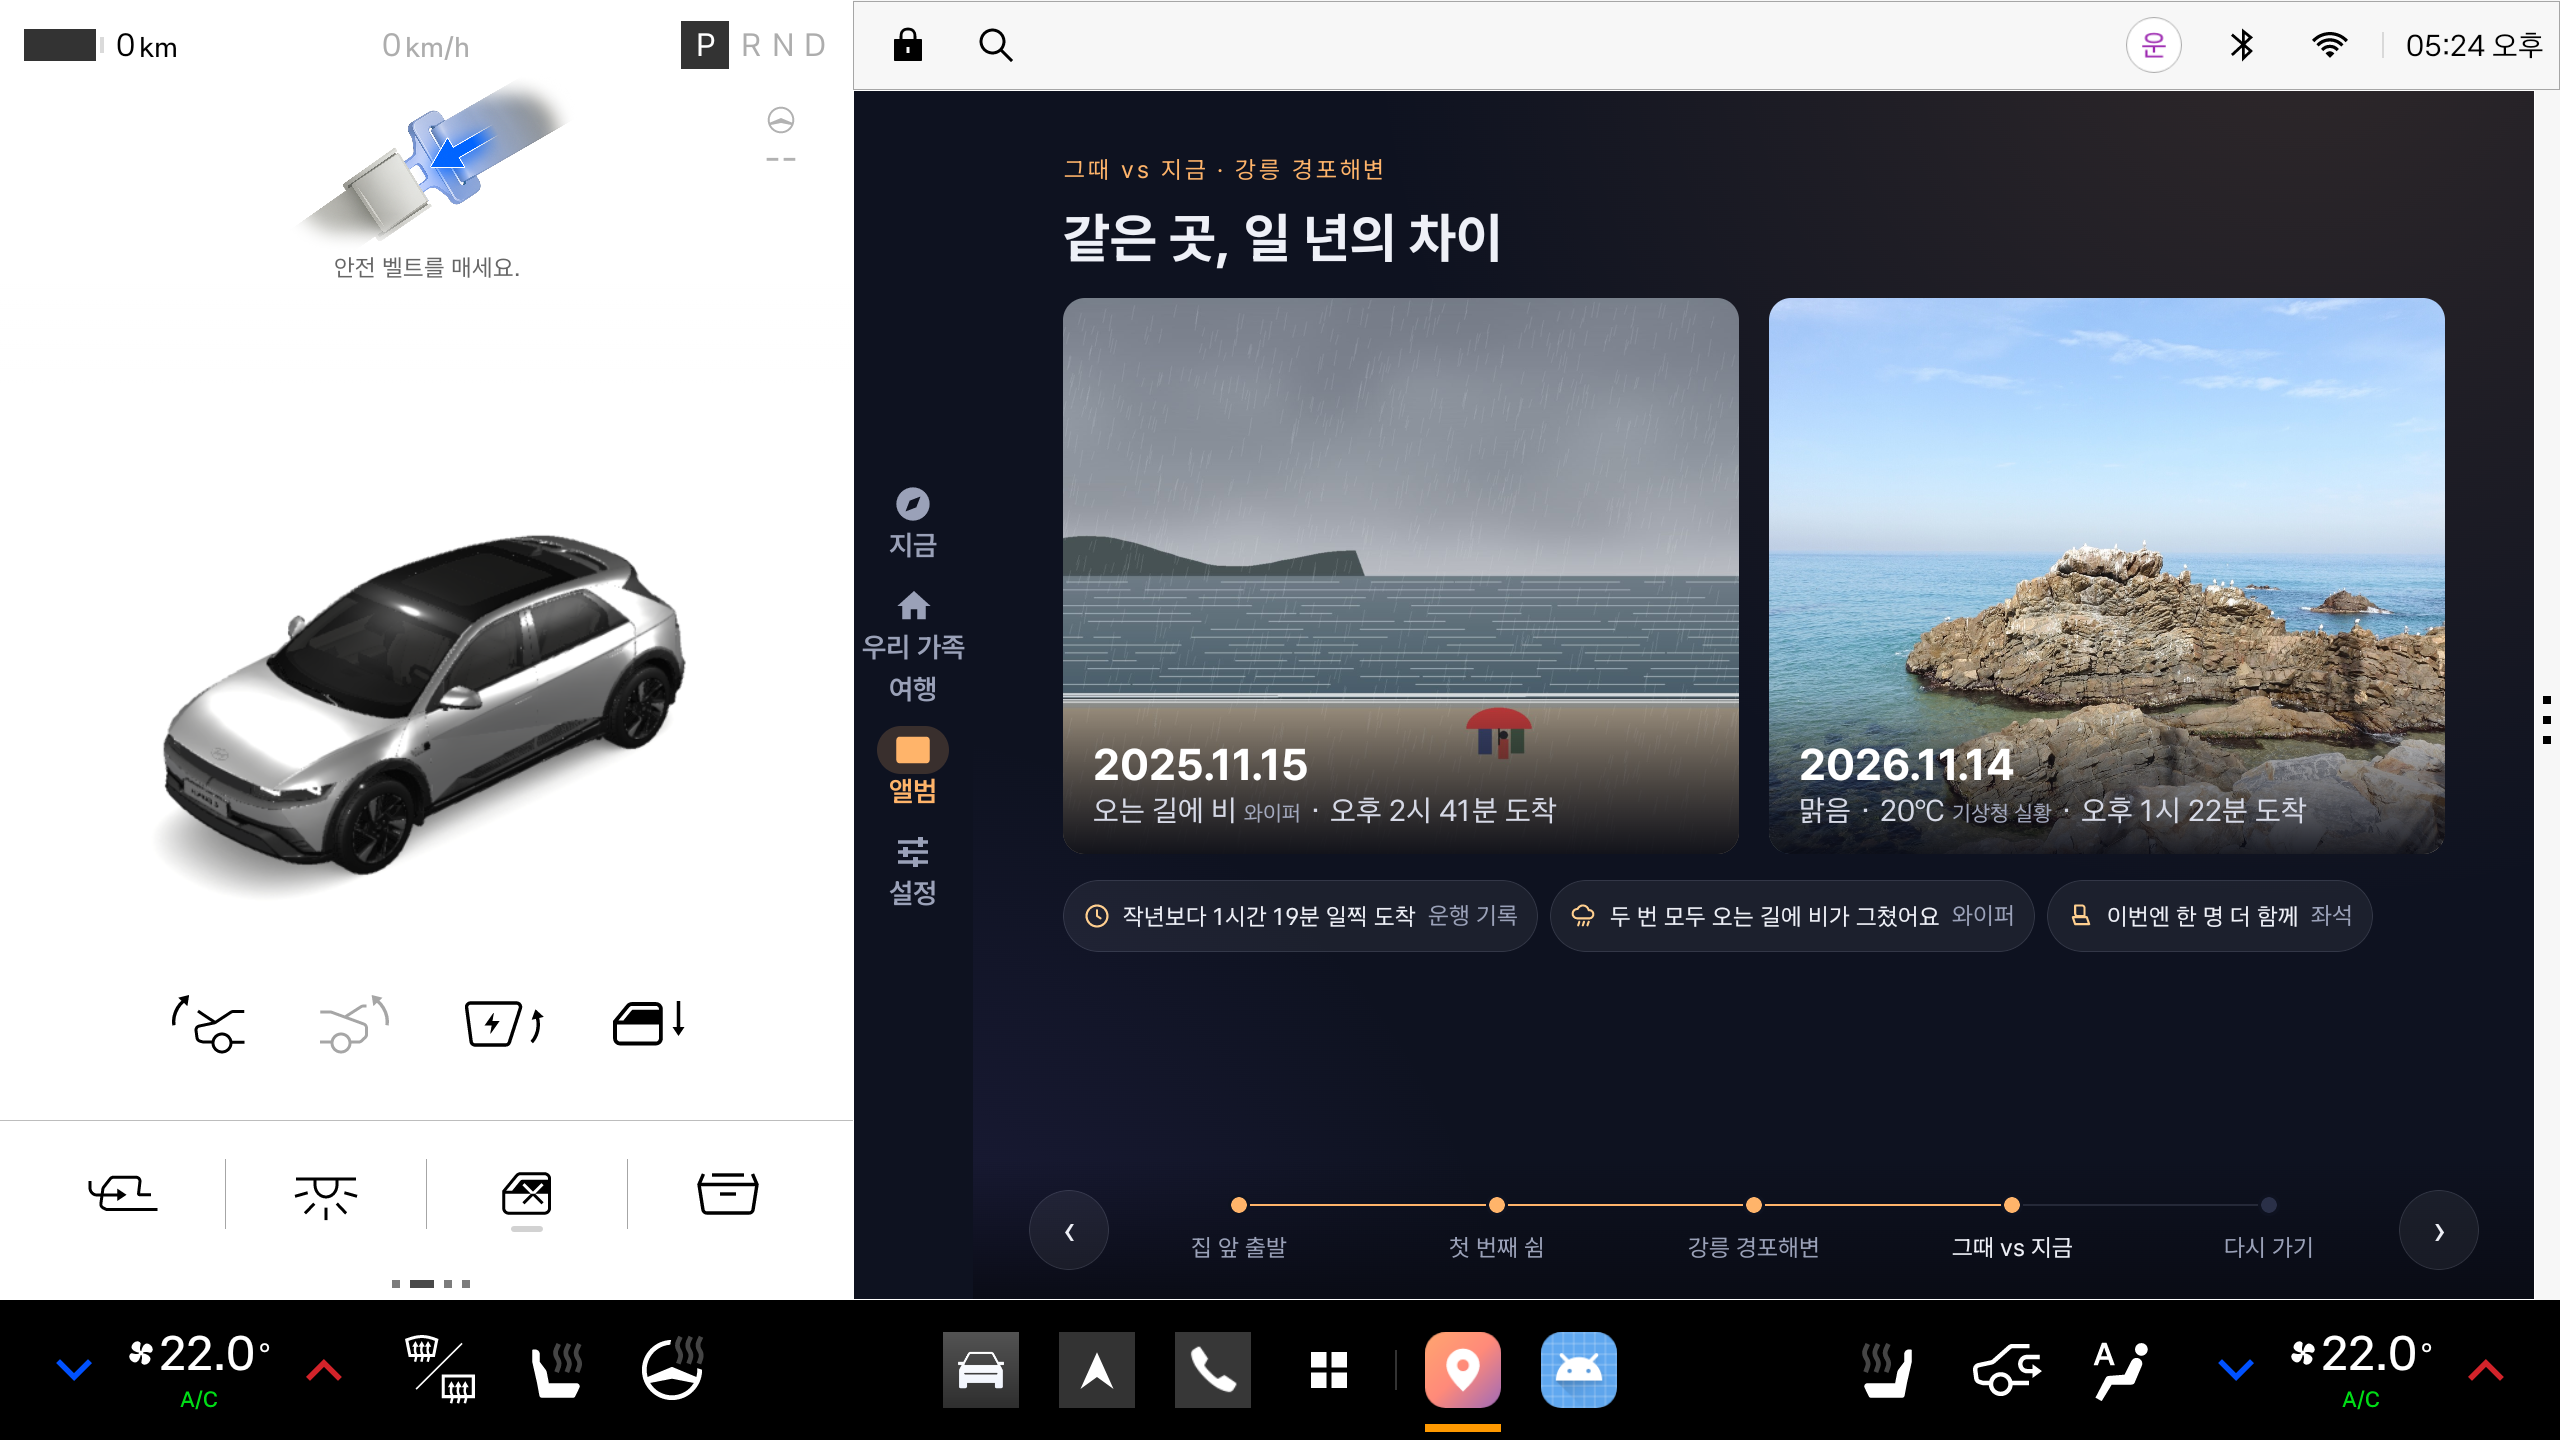 0 km
0 km/h
P R N D
운
05:24 오후
안전 벨트를 매세요.
그때 vs 지금 · 강릉 경포해변
같은 곳, 일 년의 차이
지금
우리 가족
여행
앨범
설정
2025.11.15
오는 길에 비 와이퍼 · 오후 2시 41분 도착
2026.11.14
맑음 · 20°C 기상청 실황 · 오후 1시 22분 도착
작년보다 1시간 19분 일찍 도착 운행 기록
두 번 모두 오는 길에 비가 그쳤어요 와이퍼
이번엔 한 명 더 함께 좌석
집 앞 출발
첫 번째 쉼
강릉 경포해변
그때 vs 지금
다시 가기
22.0°
A/C
A
22.0°
A/C